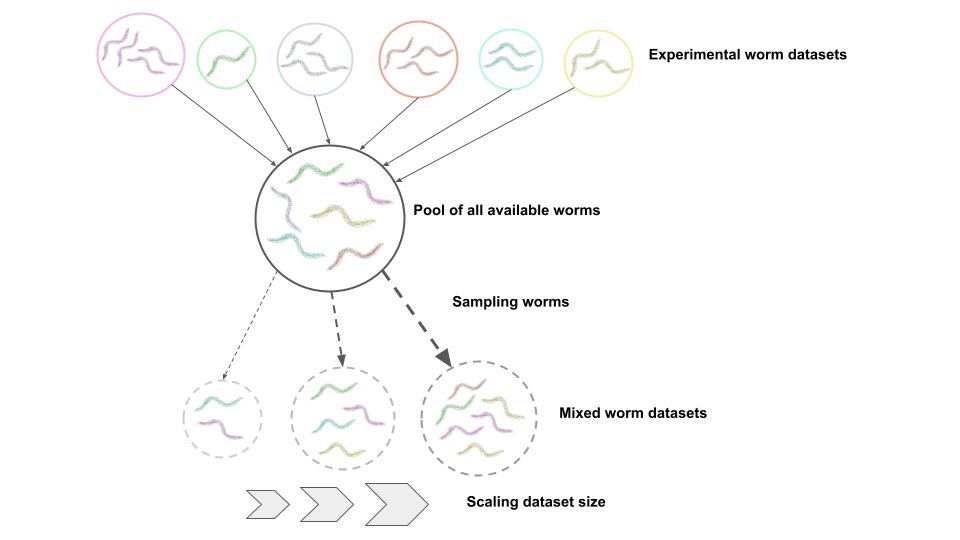 Experimental worm datasets
Pool of all available worms
Sampling worms
Mixed worm datasets
Scaling dataset size